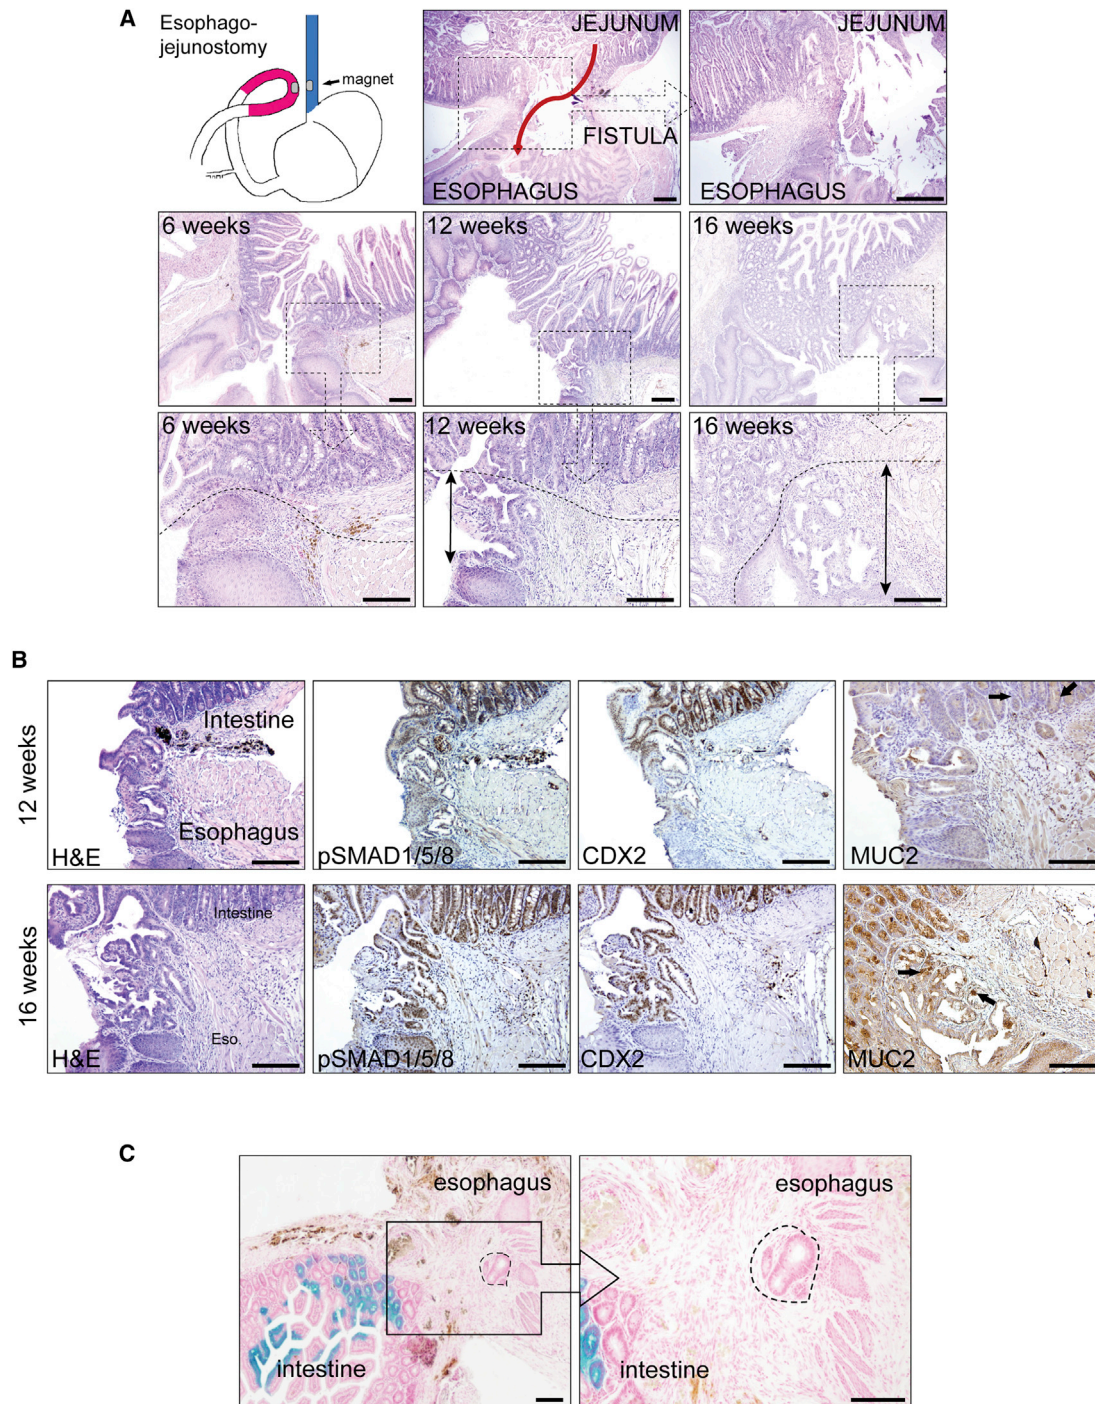 A
Esophago-
jejunostomy
magnet
JEJUNUM
FISTULA
ESOPHAGUS
JEJUNUM
ESOPHAGUS
6 weeks
12 weeks
16 weeks
6 weeks
12 weeks
16 weeks
B
12 weeks
Intestine
Esophagus
H&E
pSMAD1/5/8
CDX2
MUC2
16 weeks
Intestine
Eso.
H&E
pSMAD1/5/8
CDX2
MUC2
C
esophagus
intestine
esophagus
intestine